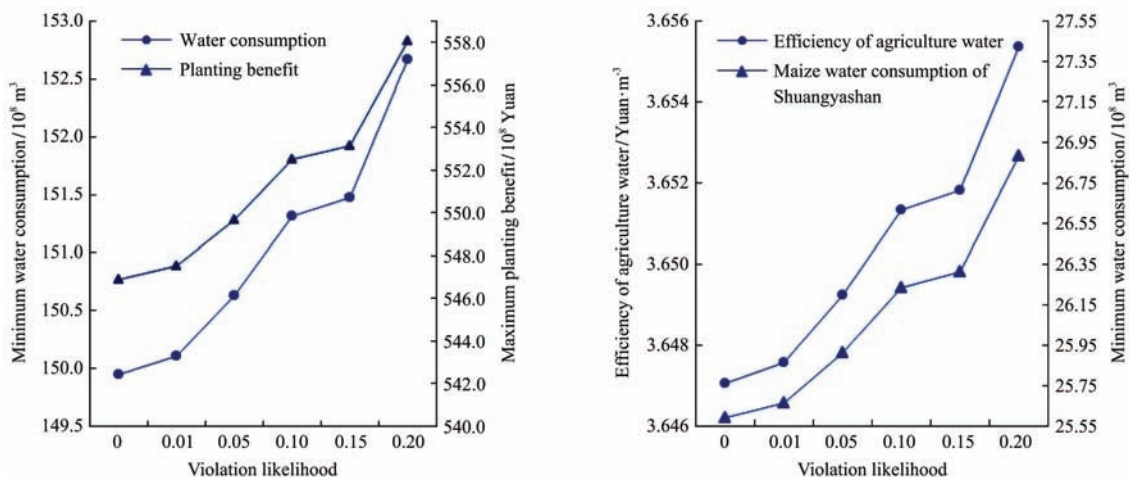 153.0
152.5
152.0
151.5
151.0
150.5
150.0
149.5
Minimum water consumption/10⁸ m³
Water consumption
Planting benefit
558.0
556.0
554.0
552.0
550.0
548.0
546.0
544.0
542.0
540.0
Maximum planting benefit/10⁸ Yuan
0 0.01 0.05 0.10 0.15 0.20
Violation likelihood
3.656
3.654
3.652
3.650
3.648
3.646
Efficiency of agriculture water/Yuan·m⁻³
Efficiency of agriculture water
Maize water consumption of
Shuangyashan
27.55
27.35
27.15
26.95
26.75
26.55
26.35
26.15
25.95
25.75
25.55
Minimum water consumption/10⁸ m³
0 0.01 0.05 0.10 0.15 0.20
Violation likelihood